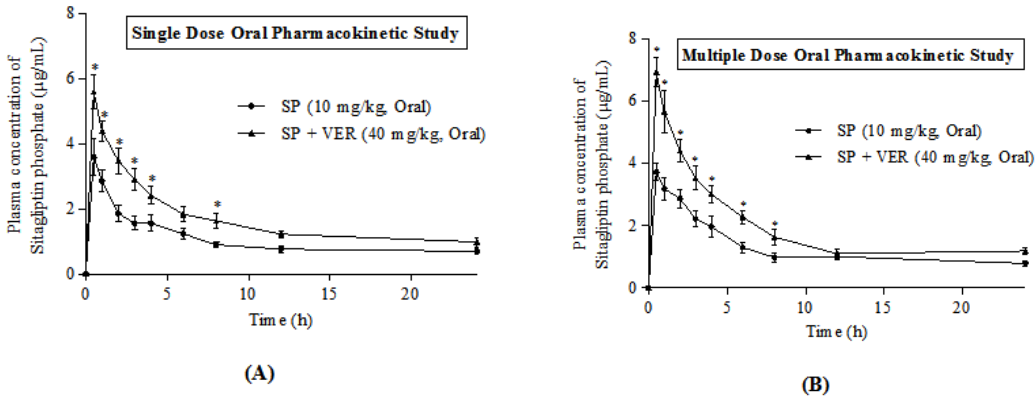 Single Dose Oral Pharmacokinetic Study
Plasma concentration of
Sitagliptin phosphate (µg/mL)
8
6
4
2
0
* * * * * *
SP (10 mg/kg, Oral)
SP + VER (40 mg/kg, Oral)
0 5 10 15 20
Time (h)
(A)
Multiple Dose Oral Pharmacokinetic Study
Plasma concentration of
Sitagliptin phosphate (µg/mL)
8
6
4
2
0
* * * * * * *
SP (10 mg/kg, Oral)
SP + VER (40 mg/kg, Oral)
0 5 10 15 20
Time (h)
(B)